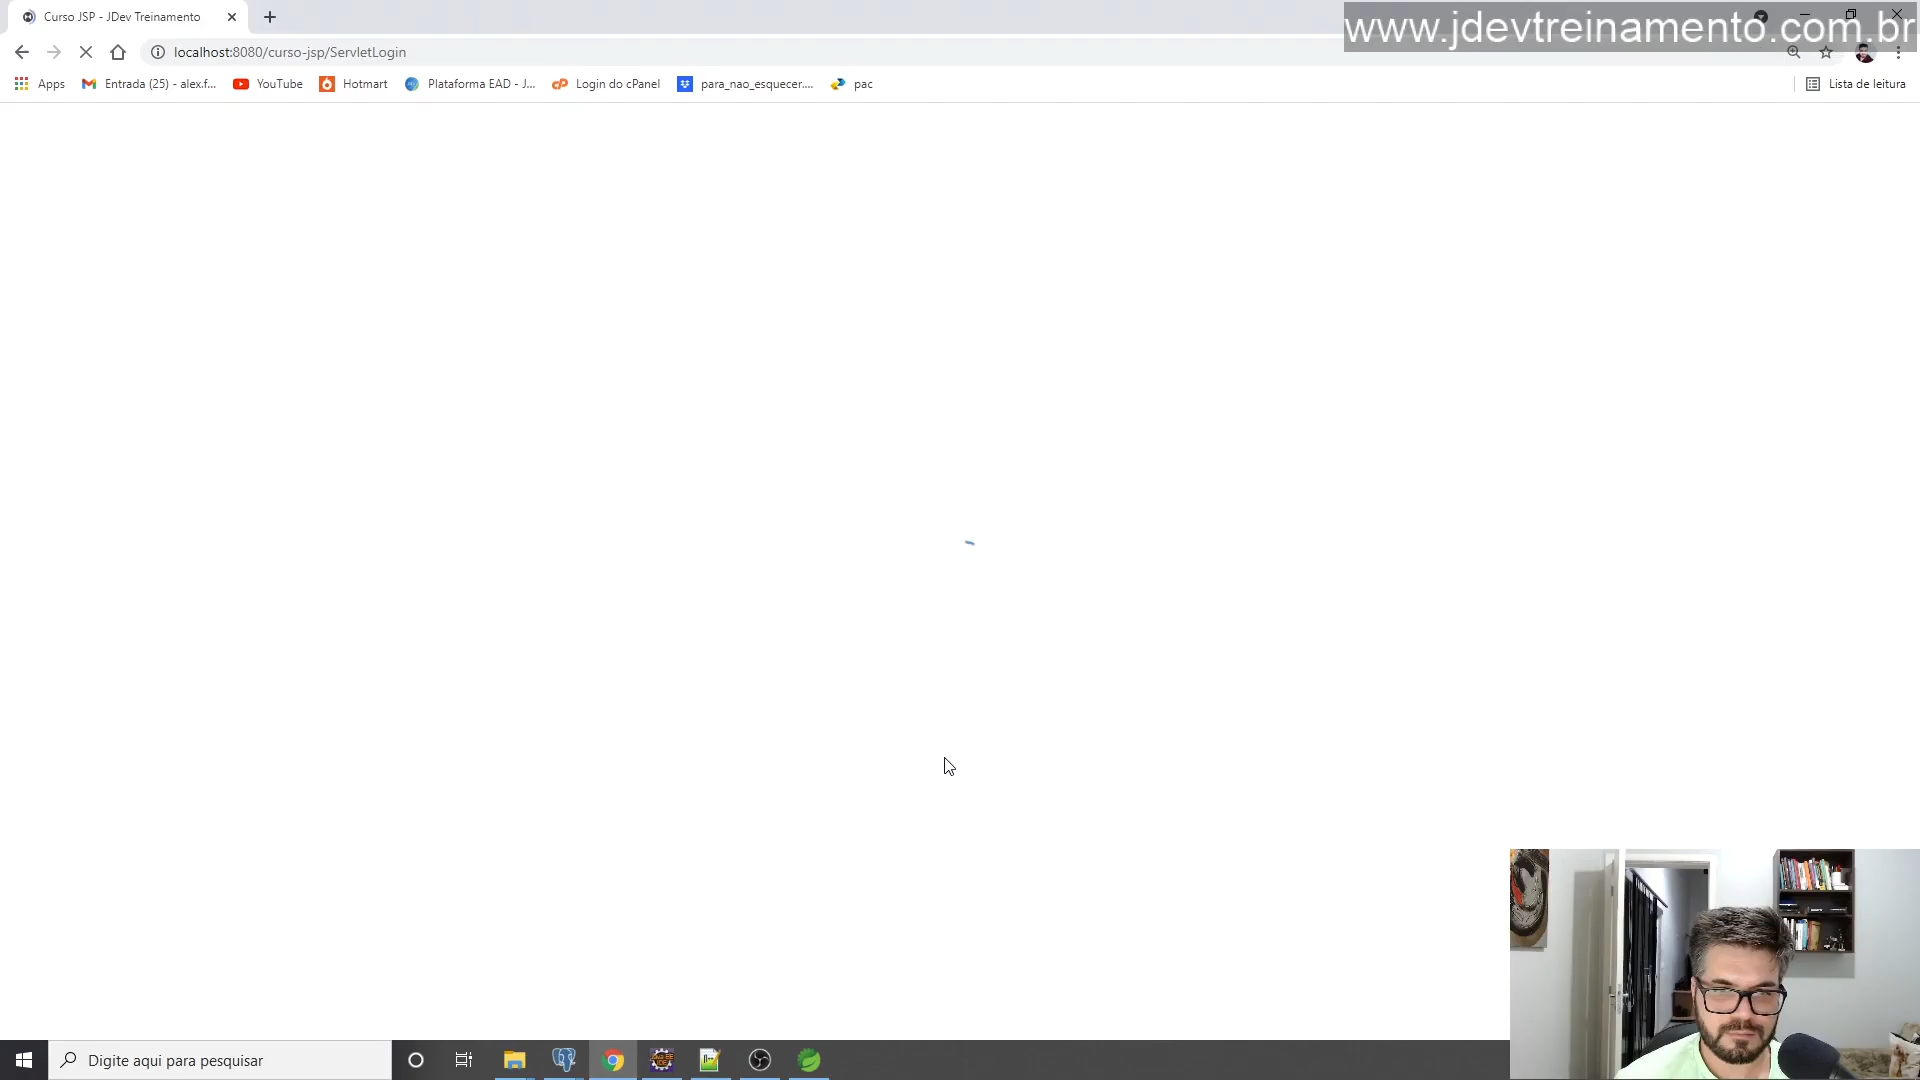 Curso JSP - JDev Treinamento
www.jdevtreinamento.com.br
localhost:8080/curso-jsp/ServletLogin
Apps
Entrada (25) - alex.f...
YouTube
Hotmart
Plataforma EAD - J...
Login do cPanel
para_nao_esquecer....
pac
Lista de leitura
Digite aqui para pesquisar